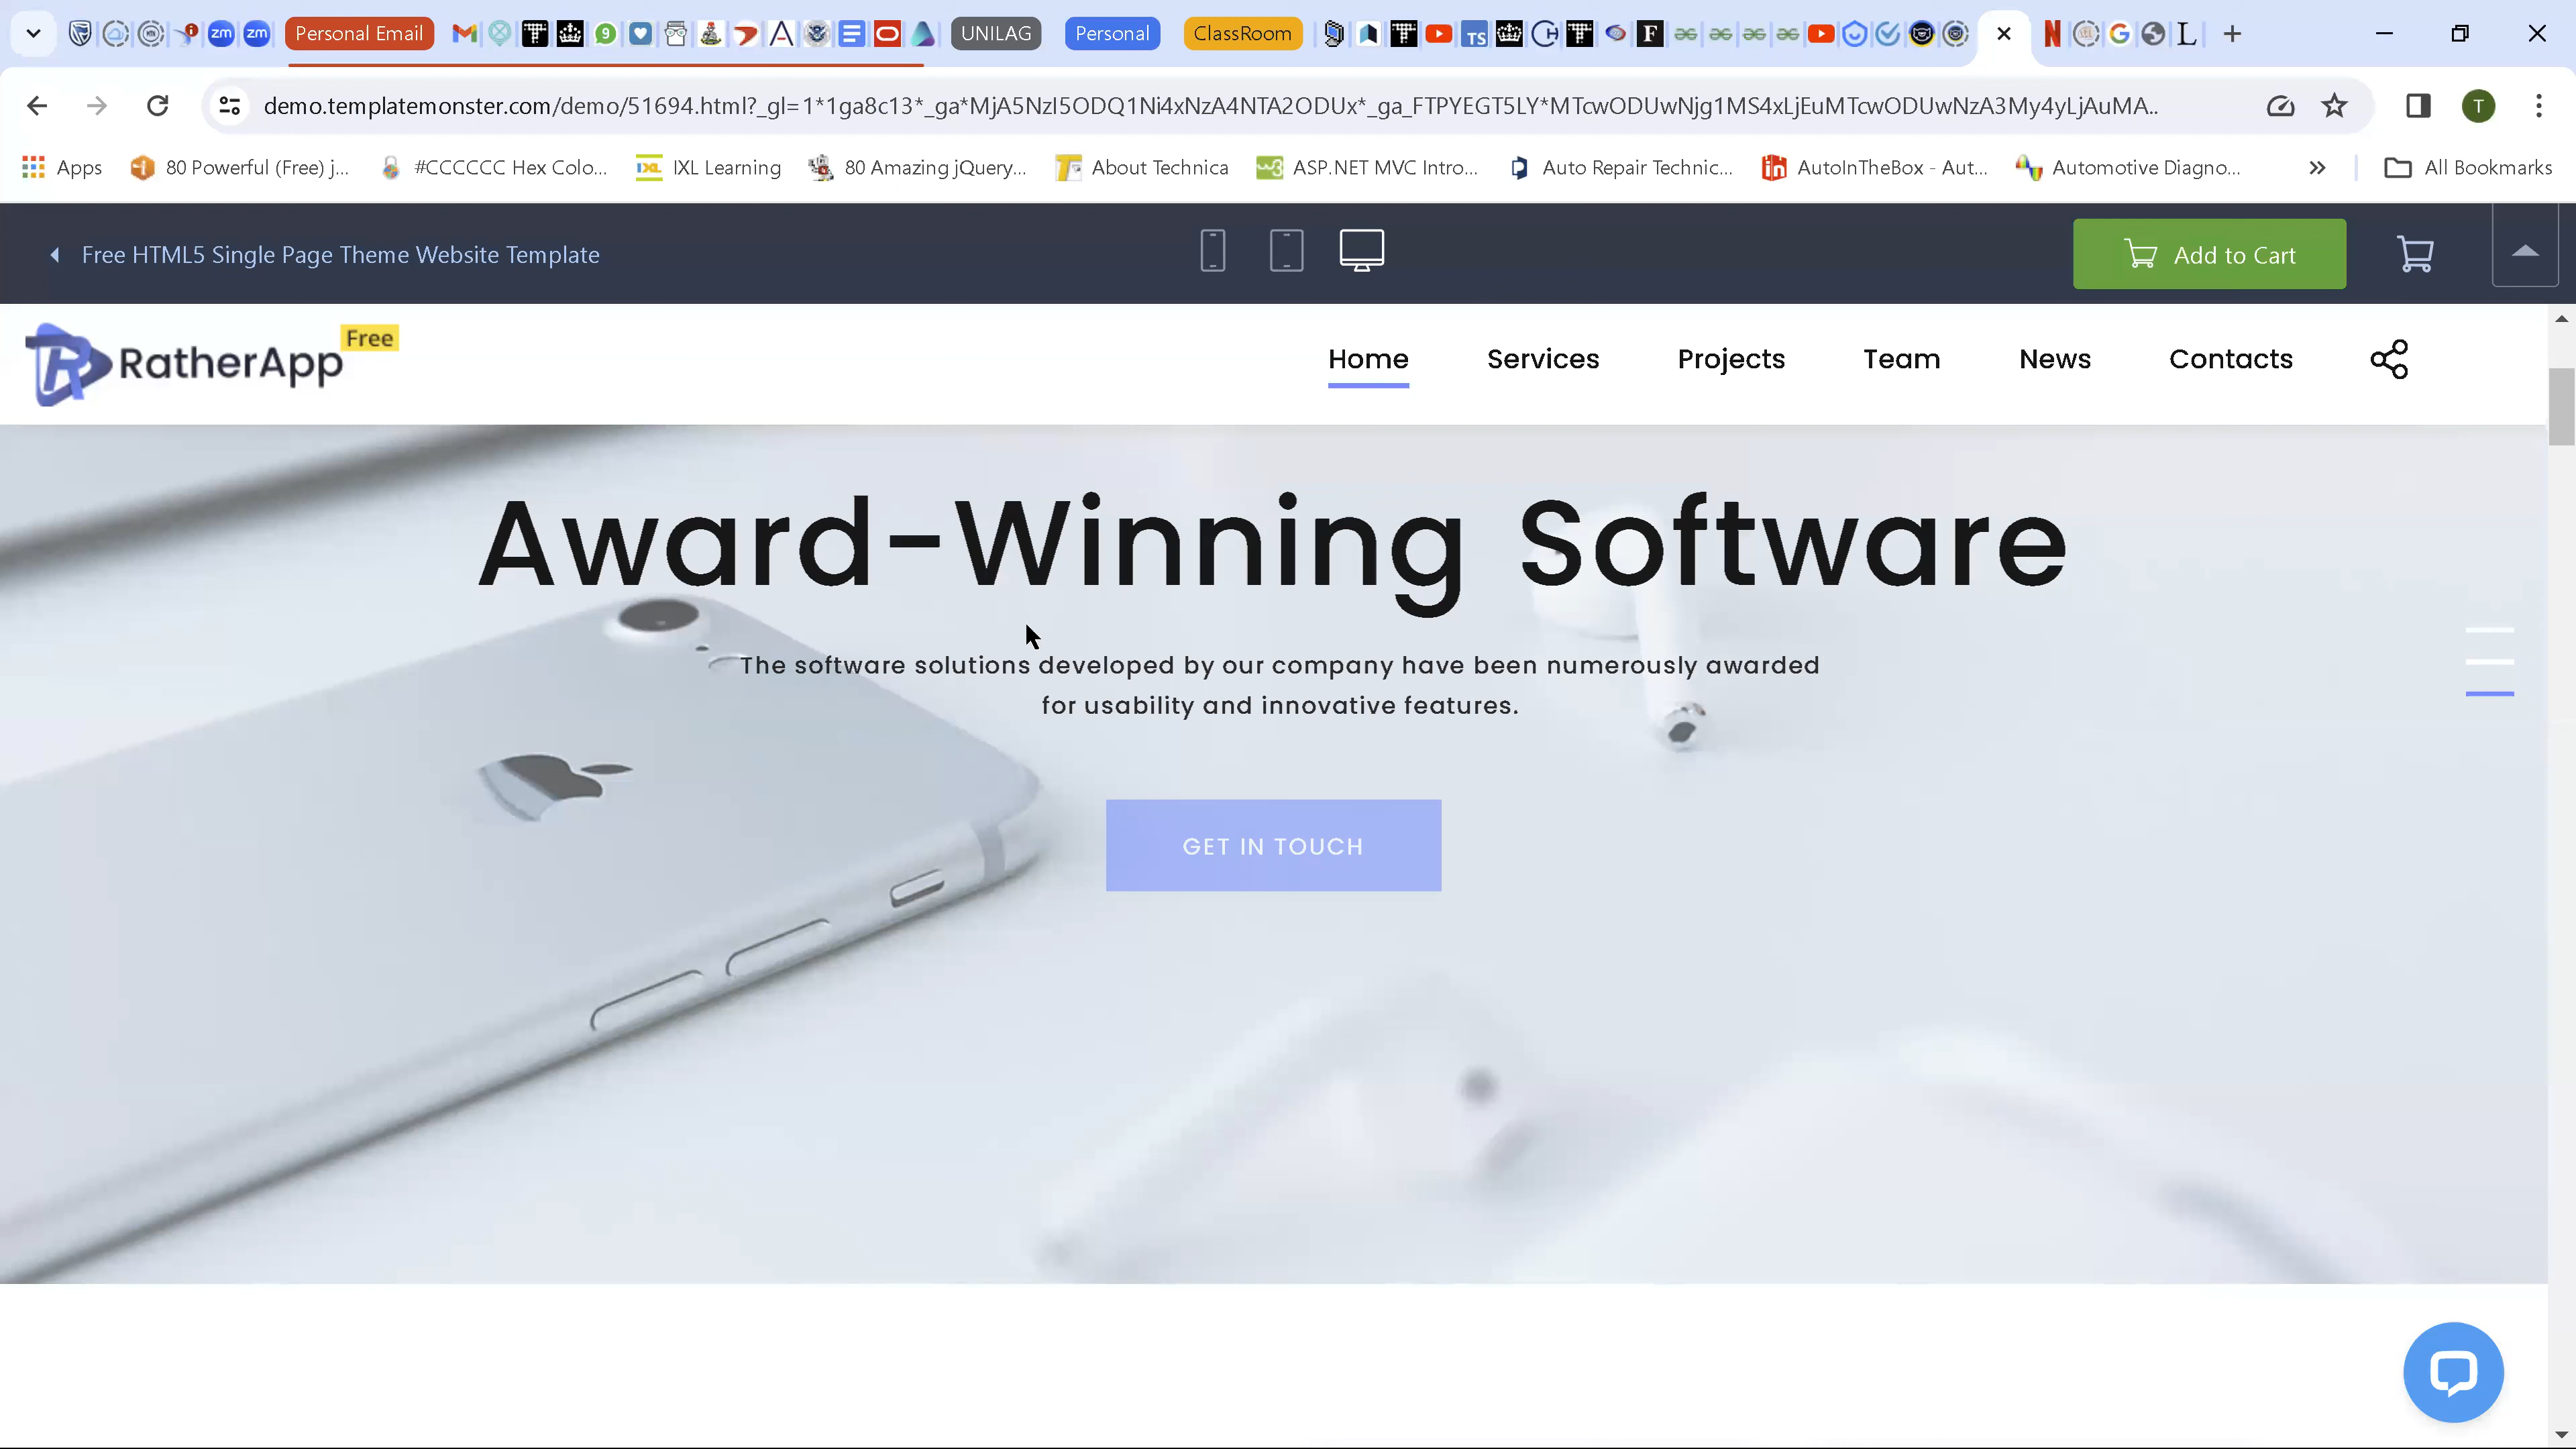 zm zm Personal Email 9 A UNILAG Personal ClassRoom TS F N G L
demo.templatemonster.com/demo/51694.html?_gl=1*1ga8c13*_ga*MjA5NzI5ODQ1Ni4xNzA4NTA2ODUx*_ga_FTPYEGT5LY*MTcwODUwNjg1MS4xLjEuMTcwODUwNzA3My4yLjAuMA..
T
Apps 80 Powerful (Free) j... #CCCCCC Hex Colo... IXL Learning 80 Amazing jQuery... About Technica ASP.NET MVC Intro... Auto Repair Technic... AutoInTheBox - Aut... Automotive Diagno... All Bookmarks
Free HTML5 Single Page Theme Website Template
Add to Cart
RatherApp Free
Home Services Projects Team News Contacts
Award-Winning Software
The software solutions developed by our company have been numerously awarded
for usability and innovative features.
GET IN TOUCH